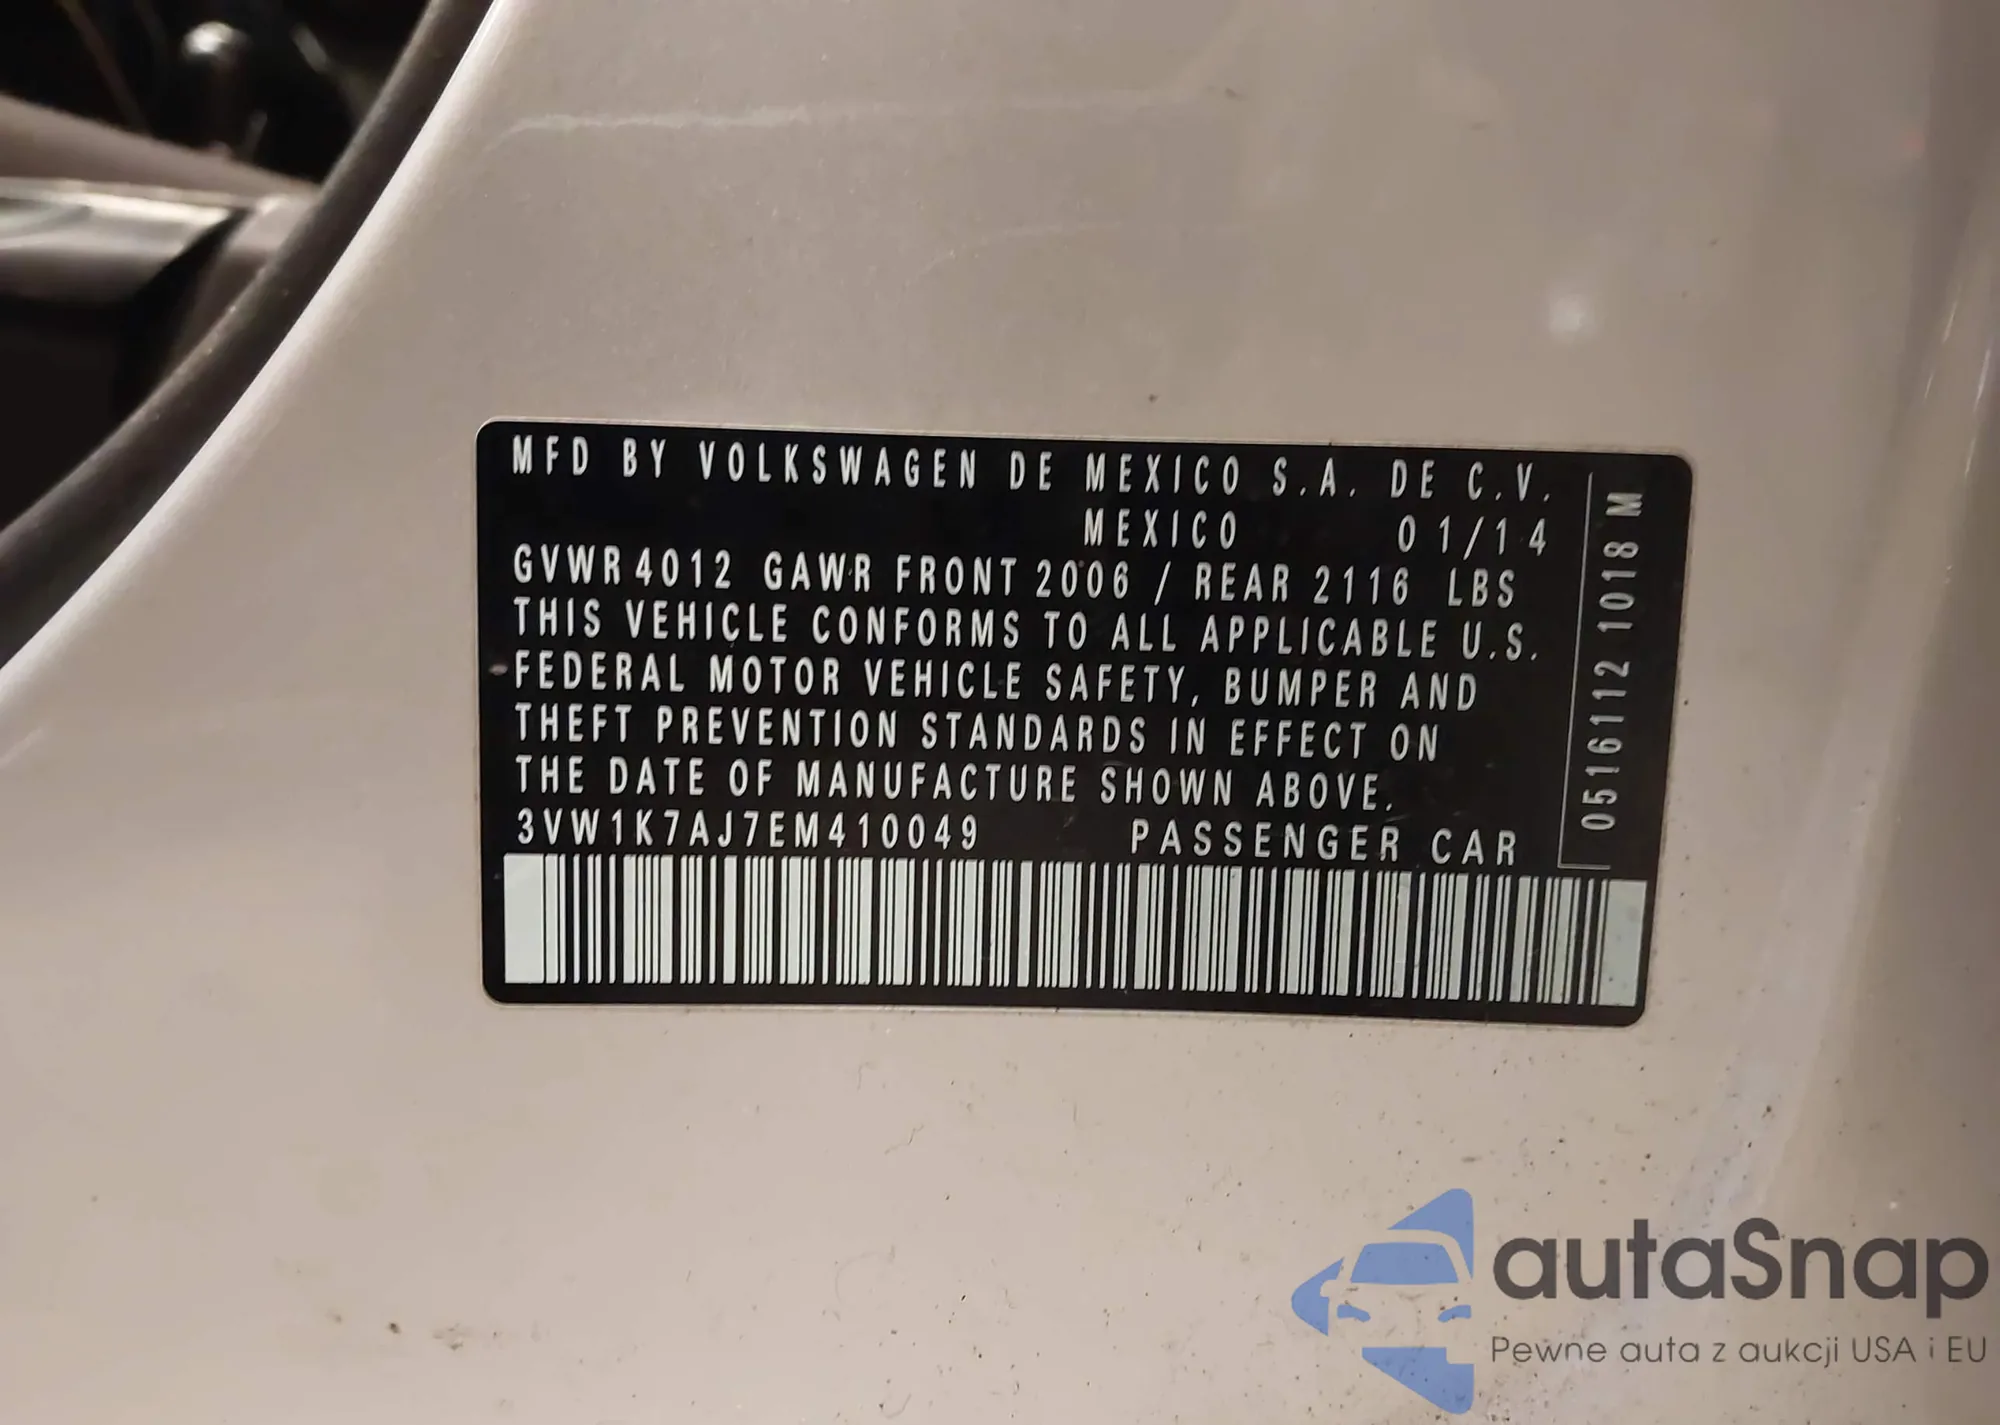 MFD BY VOLKSWAGEN DE MEXICO S.A. DE C.V.
MEXICO 01/14
GVWR 4012 GAWR FRONT 2006 / REAR 2116 LBS
THIS VEHICLE CONFORMS TO ALL APPLICABLE U.S.
FEDERAL MOTOR VEHICLE SAFETY, BUMPER AND
THEFT PREVENTION STANDARDS IN EFFECT ON
THE DATE OF MANUFACTURE SHOWN ABOVE.
3VW1K7AJ7EM410049 PASSENGER CAR
0516112 1018 M
autaSnap
Pewne auta z aukcji USA i EU